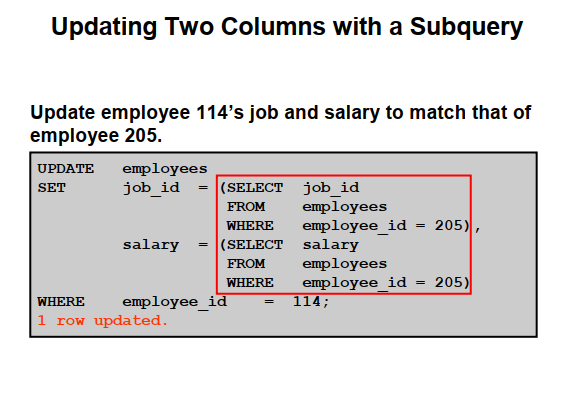 Updating Two Columns with a Subquery
Update employee 114’s job and salary to match that of
employee 205.
UPDATE employees
SET job_id = (SELECT job_id
FROM employees
WHERE employee_id = 205),
salary = (SELECT salary
FROM employees
WHERE employee_id = 205)
WHERE employee_id = 114;
1 row updated.